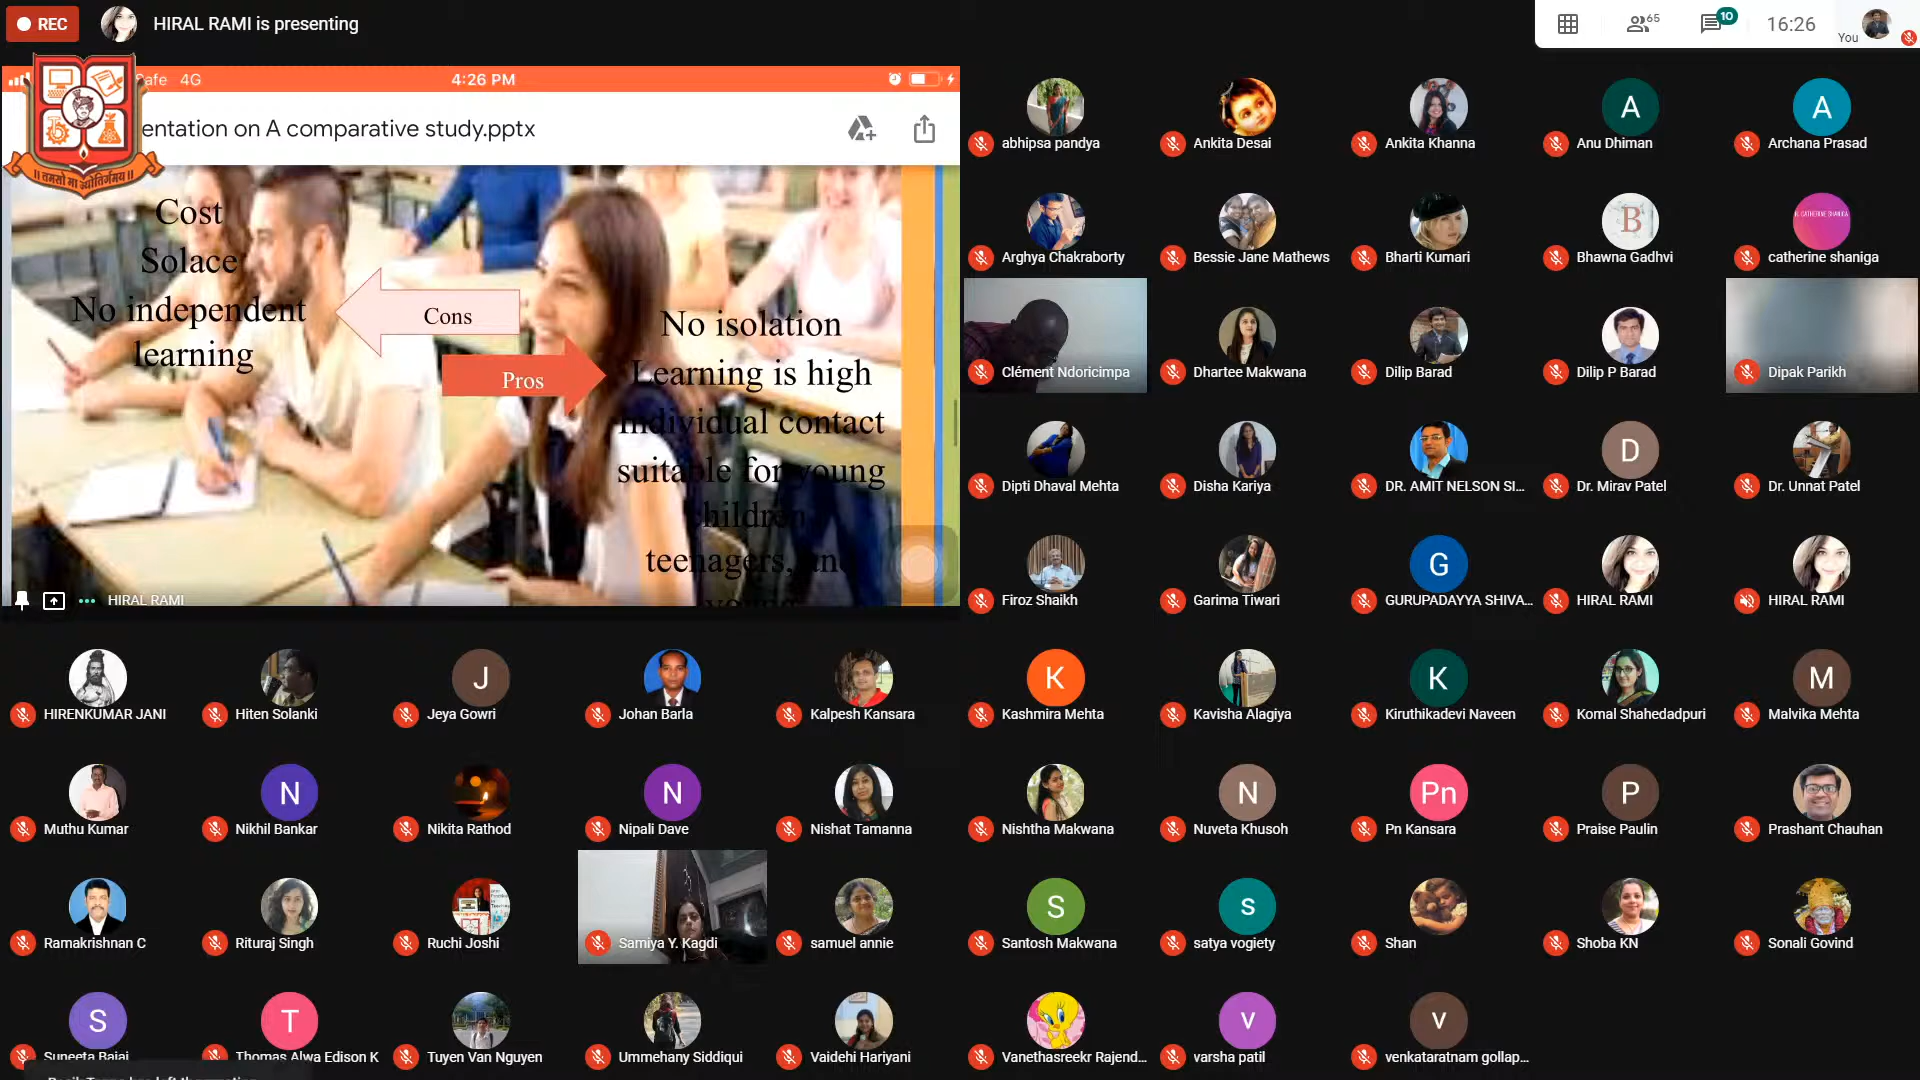 REC
HIRAL RAMI is presenting
65
10
16:26
You
afe 4G
4:26 PM
entation on A comparative study.pptx
॥ तमसो मा ज्योतिर्गमय ॥
Cost
Solace
No independent
learning
Cons
Pros
No isolation
Learning is high
individual contact
suitable for young
children,
teenagers, and
HIRAL RAMI
abhipsa pandya
Ankita Desai
Ankita Khanna
A
Anu Dhiman
A
Archana Prasad
Arghya Chakraborty
Bessie Jane Mathews
Bharti Kumari
B
Bhawna Gadhvi
catherine shaniga
Clément Ndoricimpa
Dhartee Makwana
Dilip Barad
Dilip P Barad
Dipak Parikh
Dipti Dhaval Mehta
Disha Kariya
DR. AMIT NELSON SI...
D
Dr. Mirav Patel
Dr. Unnat Patel
Firoz Shaikh
Garima Tiwari
G
GURUPADAYYA SHIVA...
HIRAL RAMI
HIRAL RAMI
HIRENKUMAR JANI
Hiten Solanki
J
Jeya Gowri
Johan Barla
Kalpesh Kansara
K
Kashmira Mehta
Kavisha Alagiya
K
Kiruthikadevi Naveen
Komal Shahedadpuri
M
Malvika Mehta
Muthu Kumar
N
Nikhil Bankar
Nikita Rathod
N
Nipali Dave
Nishat Tamanna
Nishtha Makwana
N
Nuveta Khusoh
Pn
Pn Kansara
P
Praise Paulin
Prashant Chauhan
Ramakrishnan C
Rituraj Singh
Ruchi Joshi
Samiya Y. Kagdi
samuel annie
S
Santosh Makwana
s
satya vogiety
Shan
Shoba KN
Sonali Govind
S
Suneeta Bajaj
T
Thomas Alwa Edison K
Tuyen Van Nguyen
Ummehany Siddiqui
Vaidehi Hariyani
Vanethasreekr Rajend...
v
varsha patil
v
venkataratnam gollap...